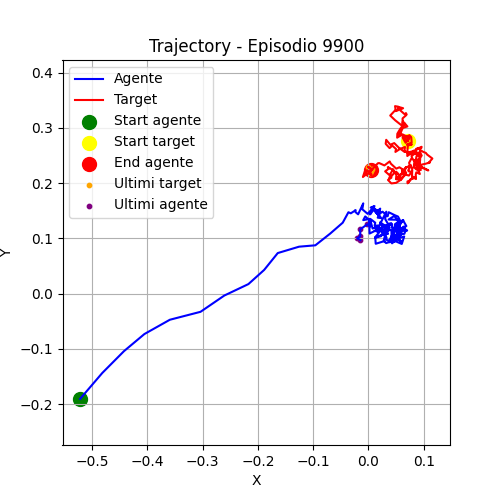 Trajectory - Episodio 9900
Agente
Target
Start agente
Start target
End agente
Ultimi target
Ultimi agente
0.4
0.3
0.2
0.1
0.0
−0.1
−0.2
Y
−0.5
−0.4
−0.3
−0.2
−0.1
0.0
0.1
X